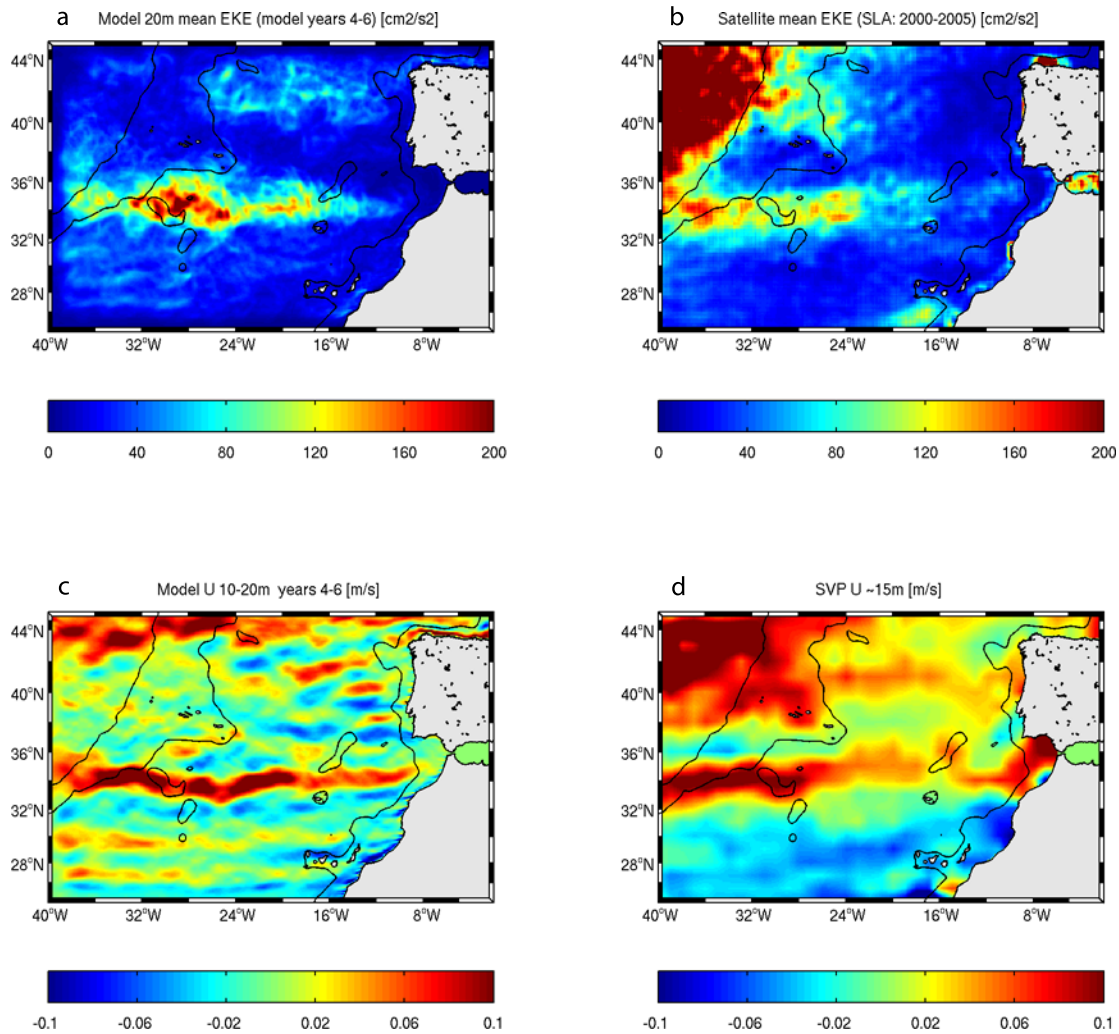 a Model 20m mean EKE (model years 4-6) [cm2/s2]
44°N
40°N
36°N
32°N
28°N
40°W 32°W 24°W 16°W 8°W
0 40 80 120 160 200
b Satellite mean EKE (SLA: 2000-2005) [cm2/s2]
44°N
40°N
36°N
32°N
28°N
40°W 32°W 24°W 16°W 8°W
0 40 80 120 160 200
c Model U 10-20m years 4-6 [m/s]
44°N
40°N
36°N
32°N
28°N
40°W 32°W 24°W 16°W 8°W
-0.1 -0.06 -0.02 0.02 0.06 0.1
d SVP U ~15m [m/s]
44°N
40°N
36°N
32°N
28°N
40°W 32°W 24°W 16°W 8°W
-0.1 -0.06 -0.02 0.02 0.06 0.1